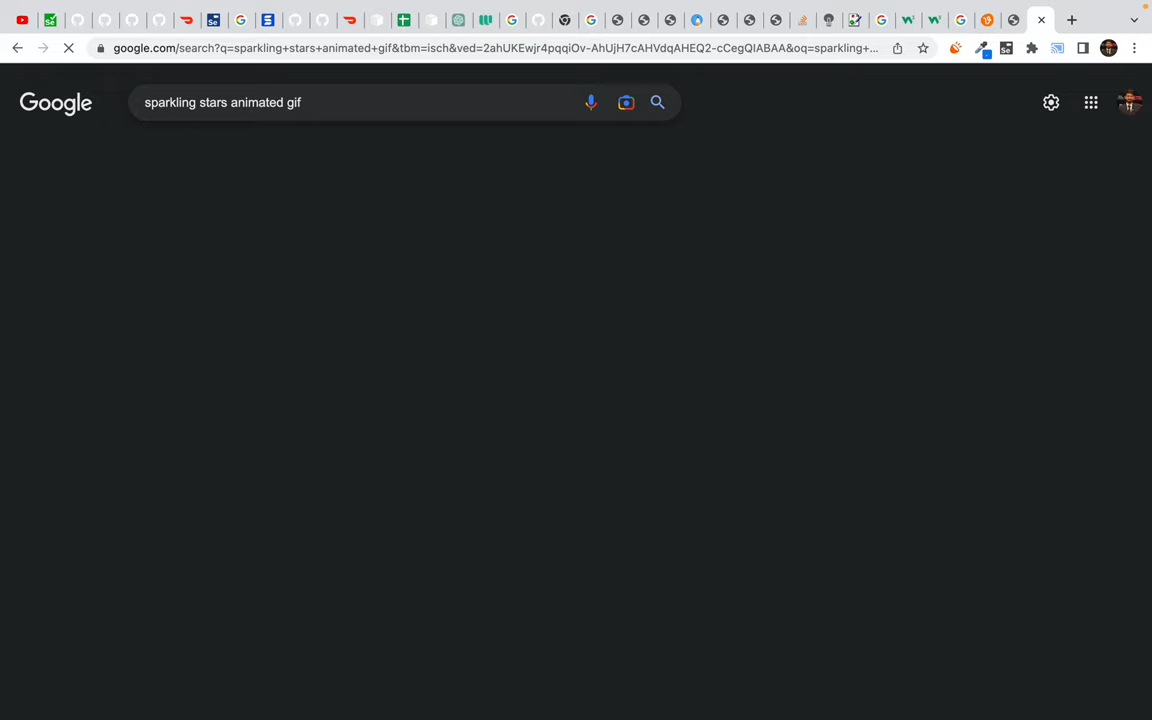 google.com/search?q=sparkling+stars+animated+gif&tbm=isch&ved=2ahUKEwjr4pqqiOv-AhUjH7cAHVdqAHEQ2-cCegQIABAA&oq=sparkling+...
Google
sparkling stars animated gif